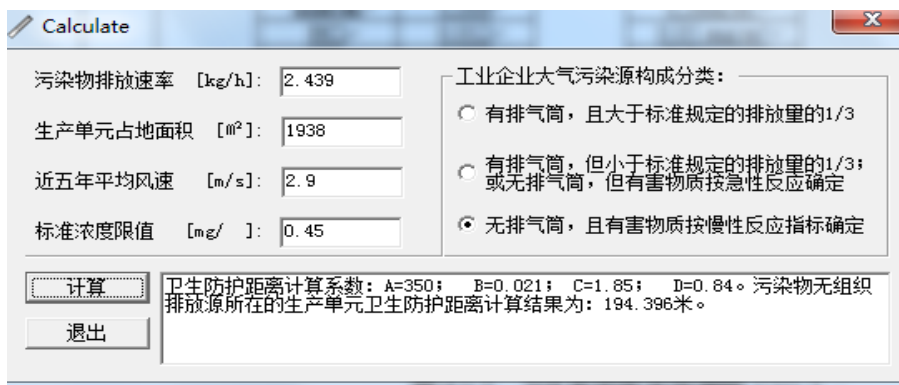 Calculate
污染物排放速率 [kg/h]: 2.439
生产单元占地面积 [m²]: 1938
近五年平均风速 [m/s]: 2.9
标准浓度限值 [mg/ ]: 0.45
工业企业大气污染源构成分类:
有排气筒，且大于标准规定的排放量的1/3
有排气筒，但小于标准规定的排放量的1/3；
或无排气筒，但有害物质按急性反应确定
无排气筒，且有害物质按慢性反应指标确定
计算
退出
卫生防护距离计算系数: A=350; B=0.021; C=1.85; D=0.84。污染物无组织
排放源所在的生产单元卫生防护距离计算结果为: 194.396米。